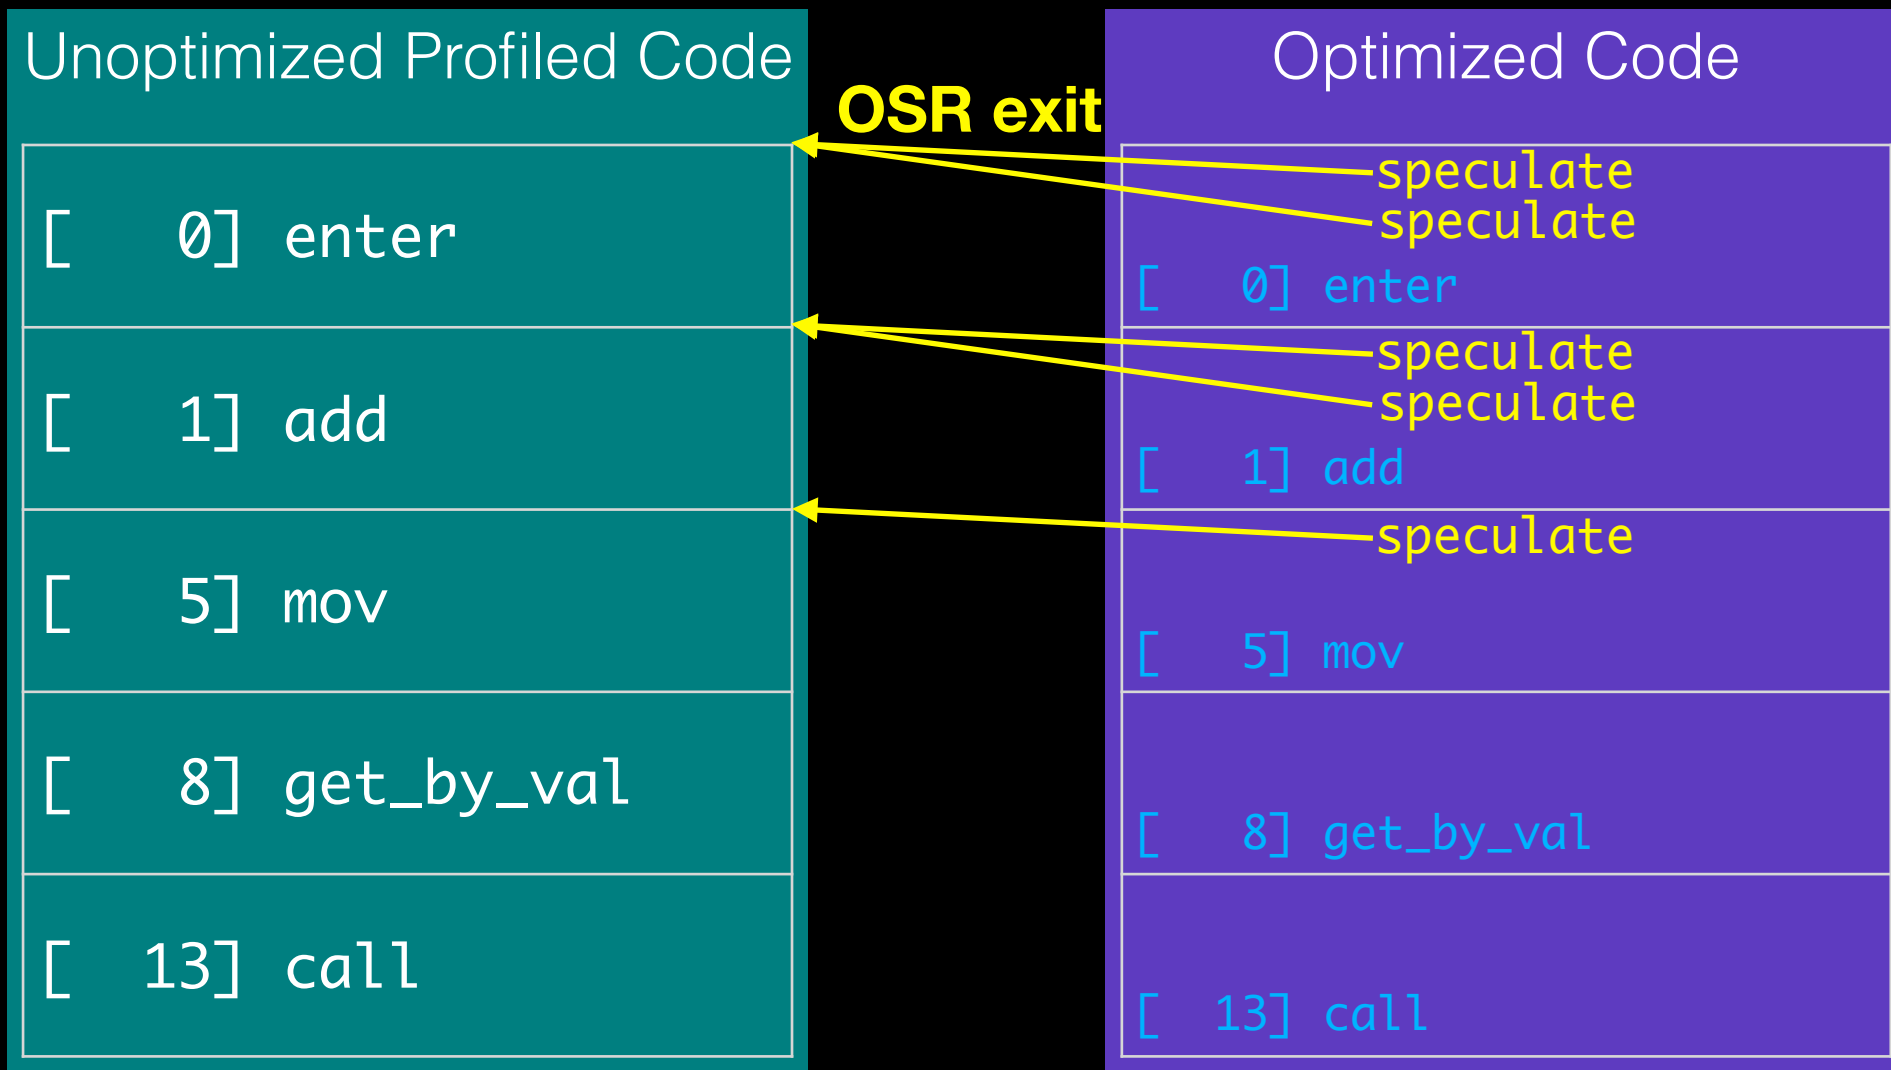 Unoptimized Profiled Code
[   0] enter
[   1] add
[   5] mov
[   8] get_by_val
[  13] call
OSR exit
Optimized Code
speculate
speculate
[   0] enter
speculate
speculate
[   1] add
speculate
[   5] mov
[   8] get_by_val
[  13] call